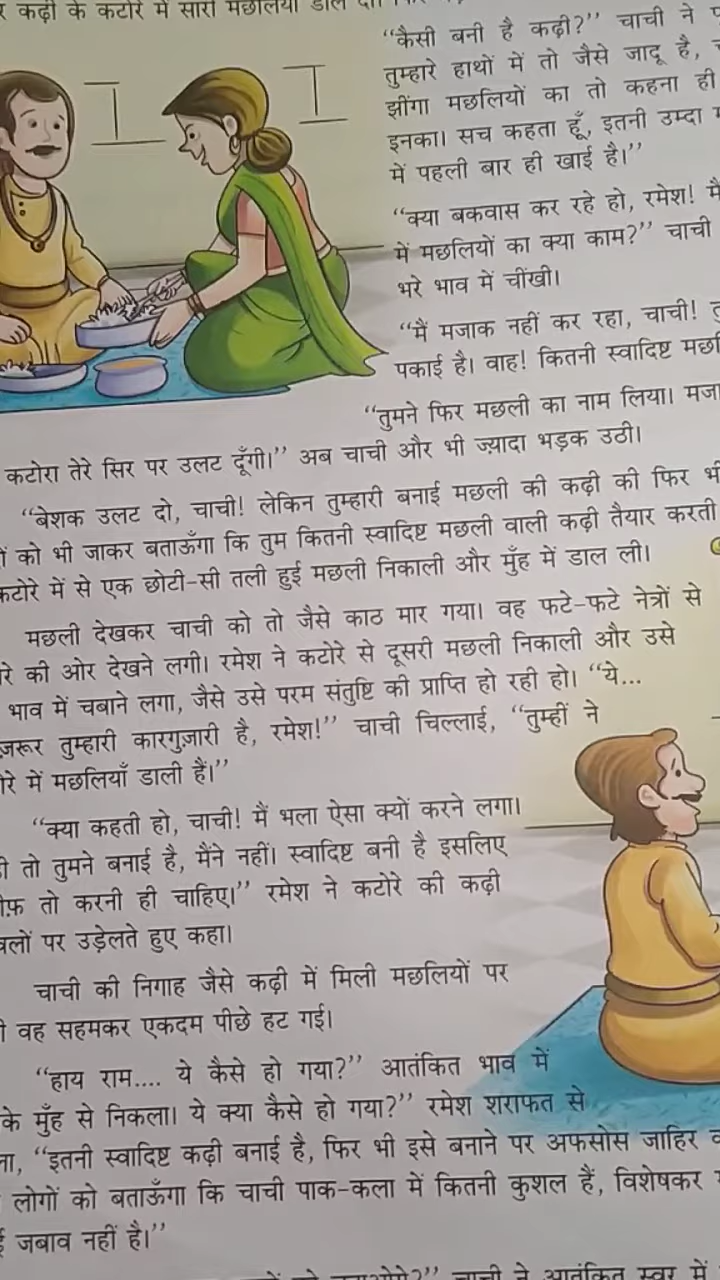 कढ़ी के कटोरे में सारी मछलियाँ डाल दीं।
“कैसी बनी है कढ़ी?” चाची ने
तुम्हारे हाथों में तो जैसे जादू है,
झींगा मछलियों का तो कहना ही
इनका। सच कहता हूँ, इतनी उम्दा
में पहली बार ही खाई है।”
“क्या बकवास कर रहे हो, रमेश! मैं
में मछलियों का क्या काम?” चाची
भरे भाव में चींखी।
“मैं मजाक नहीं कर रहा, चाची!
पकाई है। वाह! कितनी स्वादिष्ट
“तुमने फिर मछली का नाम लिया।
कटोरा तेरे सिर पर उलट दूँगी।” अब चाची और भी ज्यादा भड़क उठी।
“बेशक उलट दो, चाची! लेकिन तुम्हारी बनाई मछली की कढ़ी की फिर भी
को भी जाकर बताऊँगा कि तुम कितनी स्वादिष्ट मछली वाली कढ़ी तैयार करती
कटोरे में से एक छोटी-सी तली हुई मछली निकाली और मुँह में डाल ली।
मछली देखकर चाची को तो जैसे काठ मार गया। वह फटे-फटे नेत्रों से
की ओर देखने लगी। रमेश ने कटोरे से दूसरी मछली निकाली और उसे
भाव में चबाने लगा, जैसे उसे परम संतुष्टि की प्राप्ति हो रही हो। “ये...
ज़रूर तुम्हारी कारगुज़ारी है, रमेश!” चाची चिल्लाई, “तुम्हीं ने
में मछलियाँ डाली हैं।”
“क्या कहती हो, चाची! मैं भला ऐसा क्यों करने लगा।
तो तुमने बनाई है, मैंने नहीं। स्वादिष्ट बनी है इसलिए
तो करनी ही चाहिए।” रमेश ने कटोरे की कढ़ी
पर उड़ेलते हुए कहा।
चाची की निगाह जैसे कढ़ी में मिली मछलियों पर
वह सहमकर एकदम पीछे हट गई।
“हाय राम.... ये कैसे हो गया?” आतंकित भाव में
के मुँह से निकला। ये क्या कैसे हो गया?” रमेश शराफत से
“इतनी स्वादिष्ट कढ़ी बनाई है, फिर भी इसे बनाने पर अफसोस जाहिर
लोगों को बताऊँगा कि चाची पाक-कला में कितनी कुशल हैं, विशेषकर
जबाव नहीं है।”
चाची ने आतंकित स्वर में